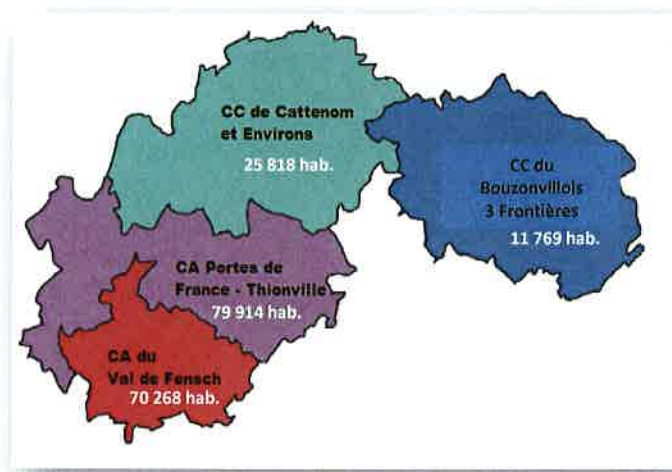 CC de Cattenom
et Environs
25 818 hab.
CC du
Bouzonvillois
3 Frontières
11 769 hab.
CA Portes de
France - Thionville
79 914 hab.
CA du
Val de Fensch
70 268 hab.